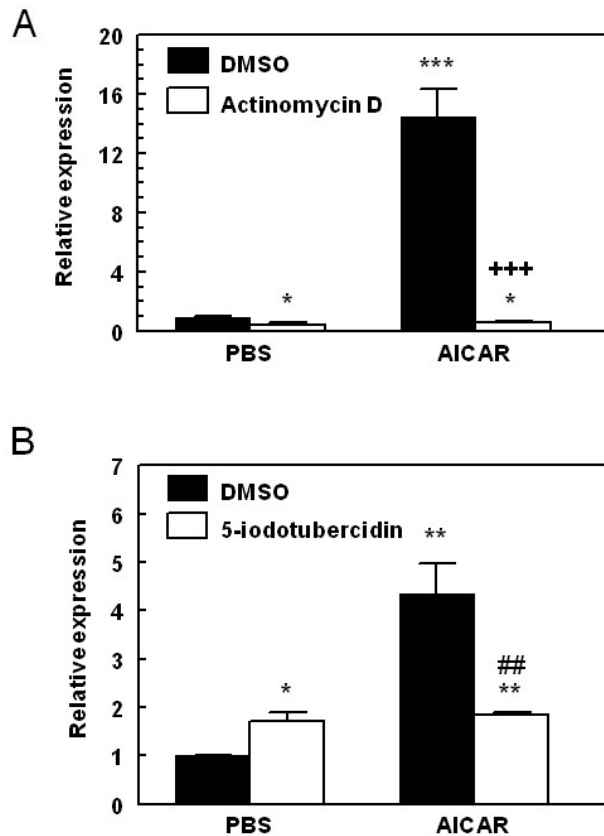 A
Relative expression
20
16
12
8
4
0
DMSO
Actinomycin D
*
***
+++
*
PBS
AICAR
B
Relative expression
7
6
5
4
3
2
1
0
DMSO
5-iodotubercidin
*
**
##
**
PBS
AICAR